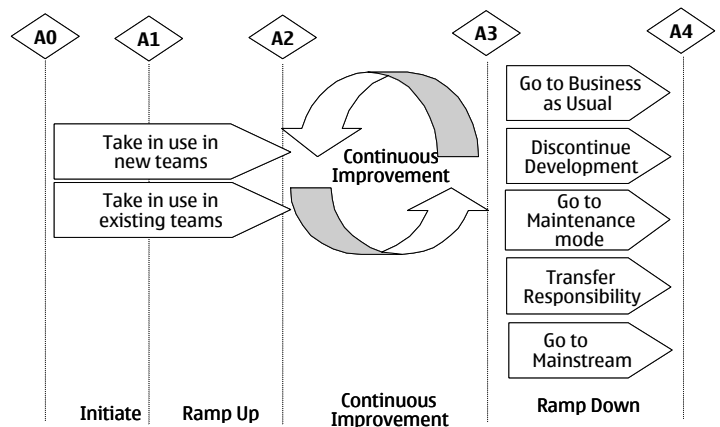 A0
A1
A2
A3
A4
Take in use in
new teams
Take in use in
existing teams
Continuous
Improvement
Go to Business
as Usual
Discontinue
Development
Go to
Maintenance
mode
Transfer
Responsibility
Go to
Mainstream
Initiate
Ramp Up
Continuous
Improvement
Ramp Down